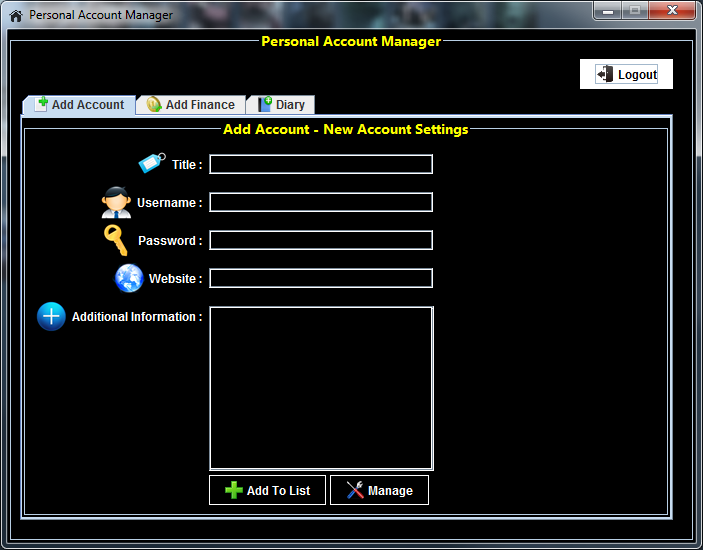 Personal Account Manager
Personal Account Manager
Logout
Add Account Add Finance Diary
Add Account - New Account Settings
Title :
Username :
Password :
Website :
Additional Information :
Add To List Manage